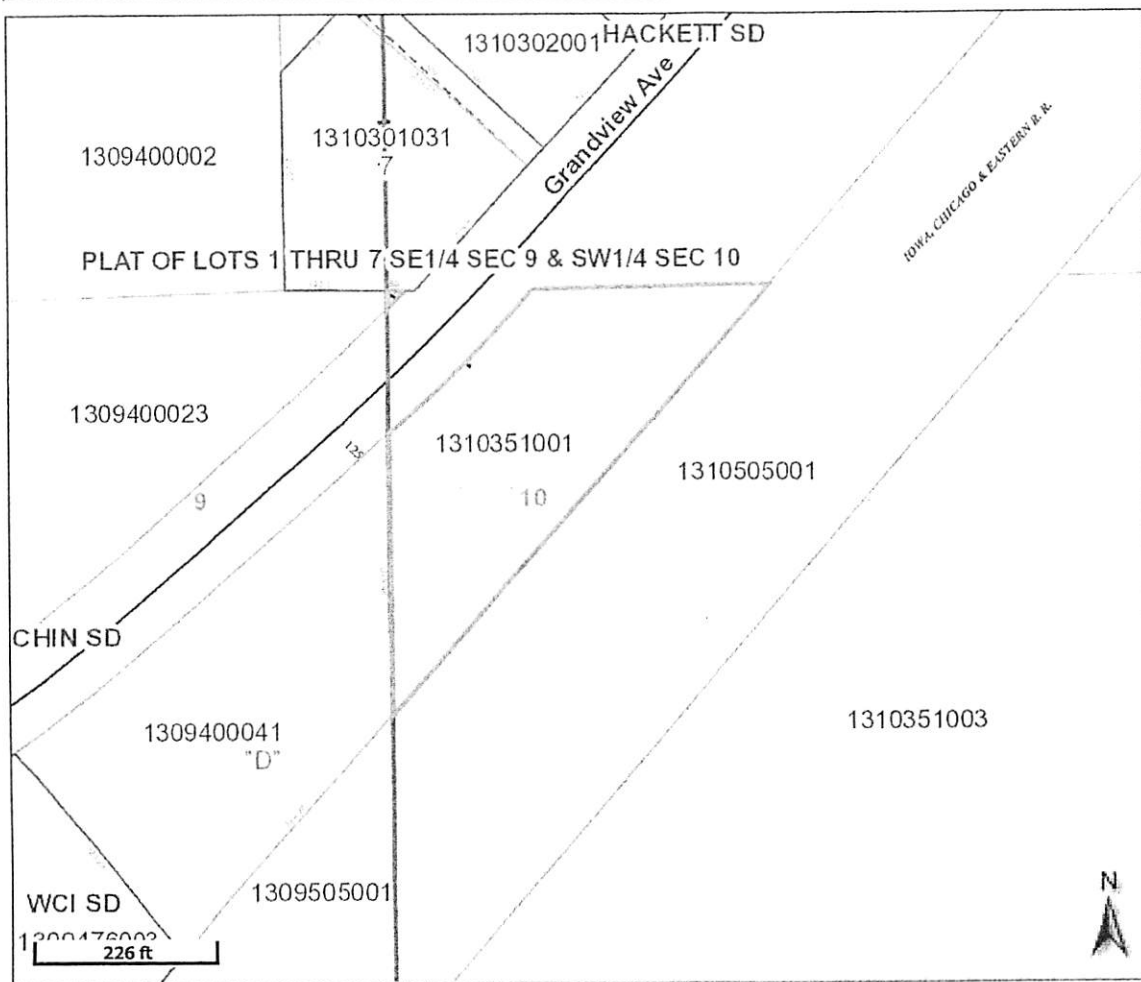 1310302001
HACKETT SD
Grandview Ave
1310301031
7
1309400002
IOWA, CHICAGO & EASTERN R. R.
PLAT OF LOTS 1 THRU 7 SE1/4 SEC 9 & SW1/4 SEC 10
1309400023
125
1310351001
1310505001
10
9
CHIN SD
1310351003
1309400041
"D"
1309505001
WCI SD
N
226 ft